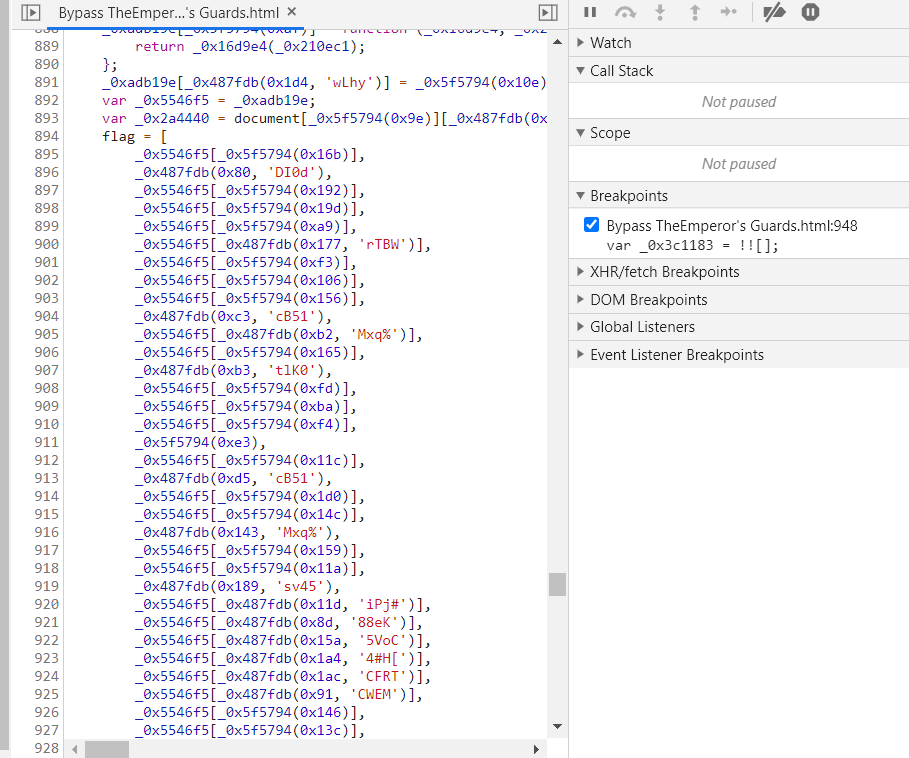 Bypass TheEmper...'s Guards.html ×
889 return _0x16d9e4(_0x210ec1);
890 };
891 _0xadb19e[_0x487fdb(0x1d4, 'wLhy')] = _0x5f5794(0x10e)
892 var _0x5546f5 = _0xadb19e;
893 var _0x2a4440 = document[_0x5f5794(0x9e)][_0x487fdb(0x
894 flag = [
895 _0x5546f5[_0x5f5794(0x16b)],
896 _0x487fdb(0x80, 'DI0d'),
897 _0x5546f5[_0x5f5794(0x192)],
898 _0x5546f5[_0x5f5794(0x19d)],
899 _0x5546f5[_0x5f5794(0xa9)],
900 _0x5546f5[_0x487fdb(0x177, 'rTBW')],
901 _0x5546f5[_0x5f5794(0xf3)],
902 _0x5546f5[_0x5f5794(0x106)],
903 _0x5546f5[_0x5f5794(0x156)],
904 _0x487fdb(0xc3, 'cB51'),
905 _0x5546f5[_0x487fdb(0xb2, 'Mxq%')],
906 _0x5546f5[_0x5f5794(0x165)],
907 _0x487fdb(0xb3, 'tlK0'),
908 _0x5546f5[_0x5f5794(0xfd)],
909 _0x5546f5[_0x5f5794(0xba)],
910 _0x5546f5[_0x5f5794(0xf4)],
911 _0x5f5794(0xe3),
912 _0x5546f5[_0x5f5794(0x11c)],
913 _0x487fdb(0xd5, 'cB51'),
914 _0x5546f5[_0x5f5794(0x1d0)],
915 _0x5546f5[_0x5f5794(0x14c)],
916 _0x487fdb(0x143, 'Mxq%'),
917 _0x5546f5[_0x5f5794(0x159)],
918 _0x5546f5[_0x5f5794(0x11a)],
919 _0x487fdb(0x189, 'sv45'),
920 _0x5546f5[_0x487fdb(0x11d, 'iPj#')],
921 _0x5546f5[_0x487fdb(0x8d, '88eK')],
922 _0x5546f5[_0x487fdb(0x15a, '5VoC')],
923 _0x5546f5[_0x487fdb(0x1a4, '4#H[')],
924 _0x5546f5[_0x487fdb(0x1ac, 'CFRT')],
925 _0x5546f5[_0x487fdb(0x91, 'CWEM')],
926 _0x5546f5[_0x5f5794(0x146)],
927 _0x5546f5[_0x5f5794(0x13c)],
928
Watch
Call Stack
Not paused
Scope
Not paused
Breakpoints
Bypass TheEmperor's Guards.html:948
var _0x3c1183 = !![];
XHR/fetch Breakpoints
DOM Breakpoints
Global Listeners
Event Listener Breakpoints